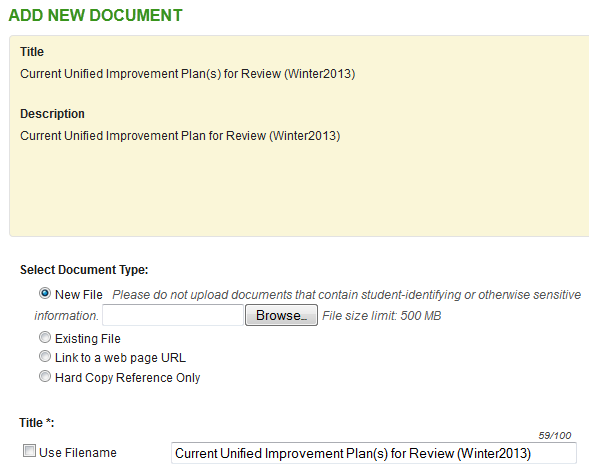 ADD NEW DOCUMENT
Title
Current Unified Improvement Plan(s) for Review (Winter2013)
Description
Current Unified Improvement Plan for Review (Winter2013)
Select Document Type:
New File Please do not upload documents that contain student-identifying or otherwise sensitive
information. Browse... File size limit: 500 MB
Existing File
Link to a web page URL
Hard Copy Reference Only
Title *:
59/100
Use Filename Current Unified Improvement Plan(s) for Review (Winter2013)